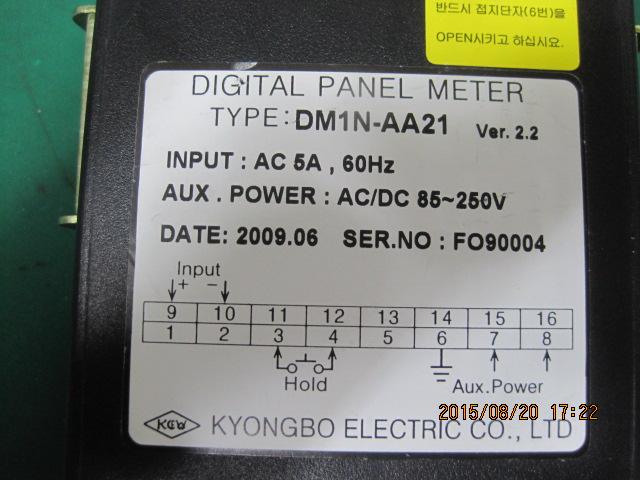 반드시 접지단자(6번)을
OPEN시키고 하십시요.
DIGITAL PANEL METER
TYPE: DM1N-AA21 Ver. 2.2
INPUT : AC 5A , 60Hz
AUX . POWER : AC/DC 85~250V
DATE: 2009.06 SER.NO : FO90004
Input
+ −
9 10 11 12 13 14 15 16
1 2 3 4 5 6 7 8
Hold Aux.Power
2015/08/20 17:22
KYONGBO ELECTRIC CO., LTD